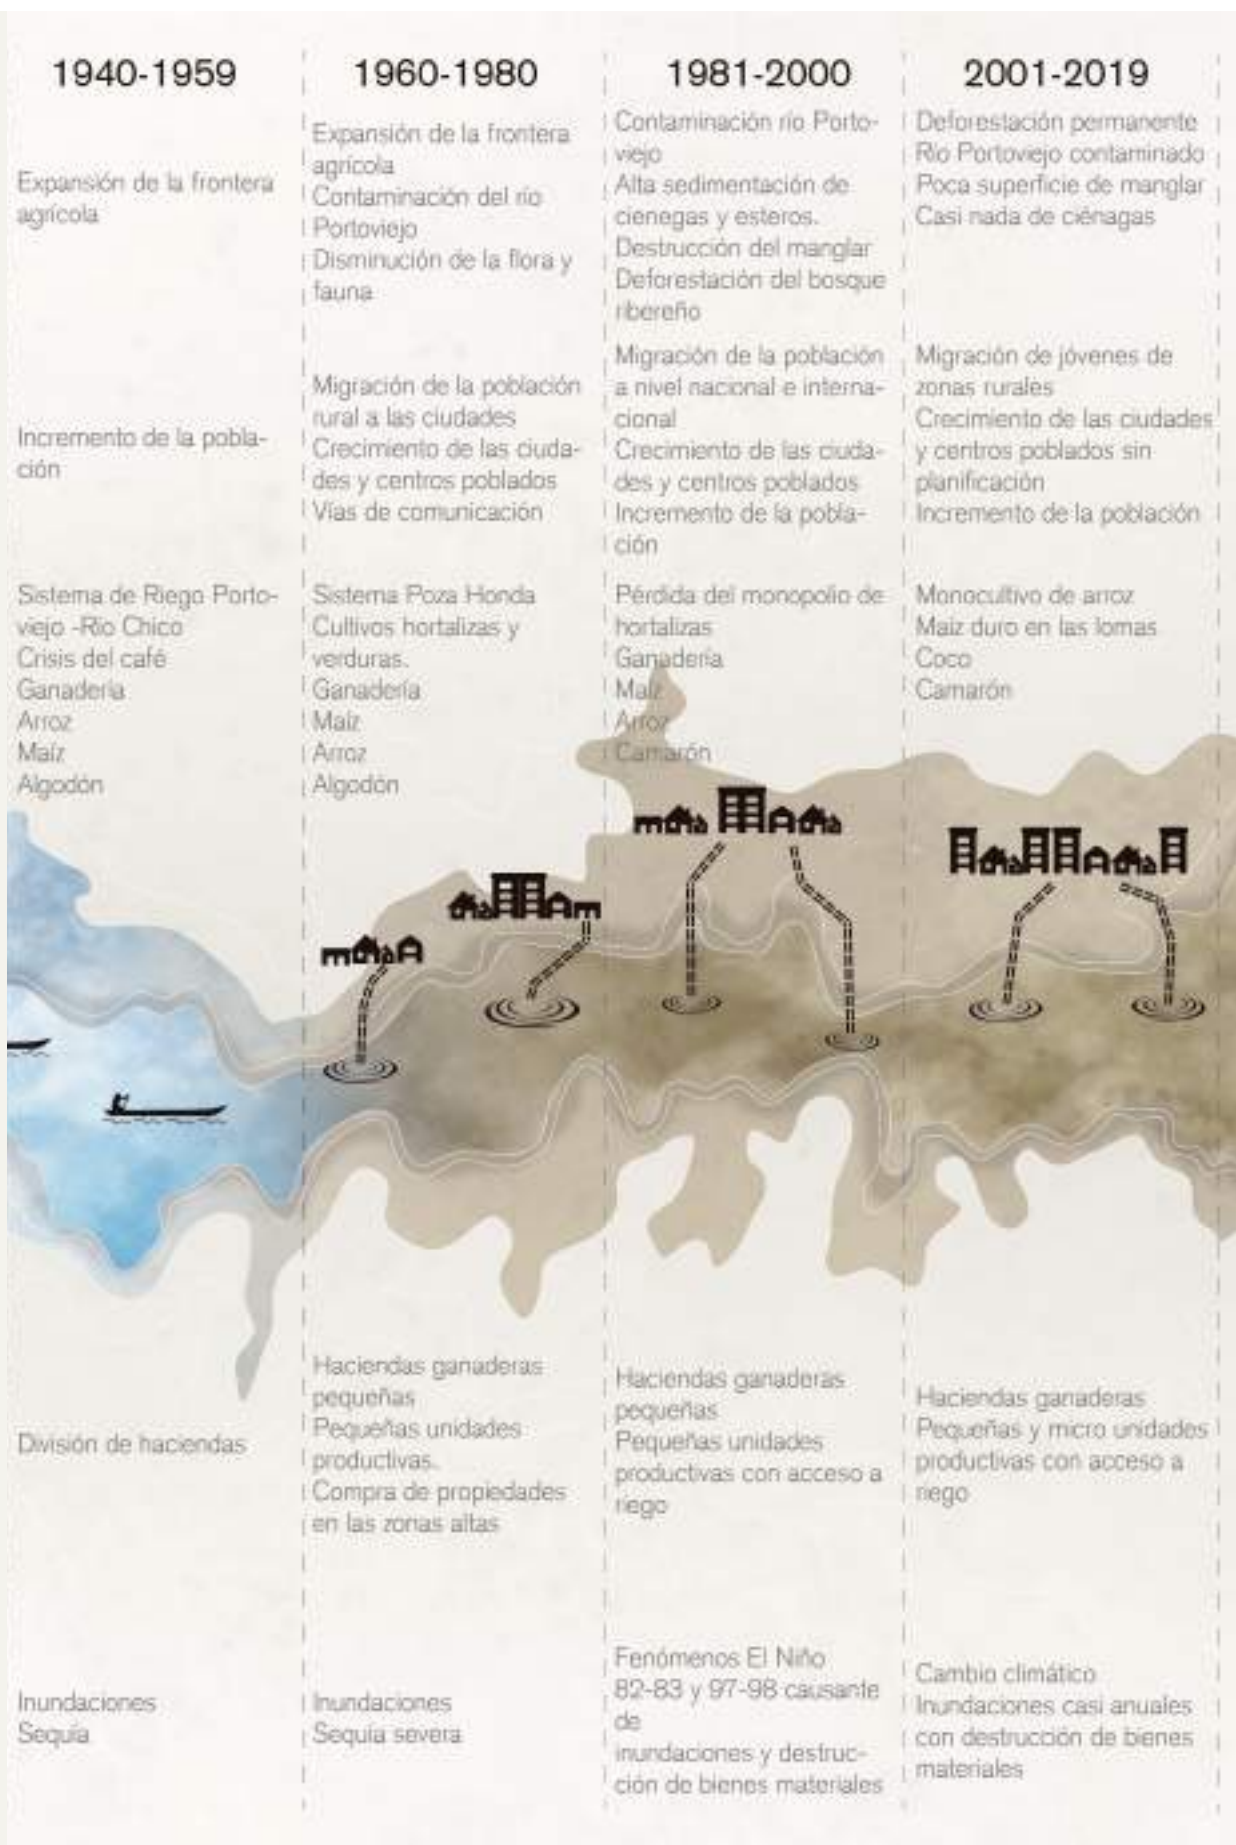 1940-1959
Expansión de la frontera
agrícola
Incremento de la pobla-
ción
Sistema de Riego Porto-
viejo -Río Chico
Crisis del café
Ganadería
Arroz
Maíz
Algodón
División de haciendas
Inundaciones
Sequía
1960-1980
Expansión de la frontera
agrícola
Contaminación del río
Portoviejo
Disminución de la flora y
fauna
Migración de la población
rural a las ciudades
Crecimiento de las ciuda-
des y centros poblados
Vías de comunicación
Sistema Poza Honda
Cultivos hortalizas y
verduras.
Ganadería
Maíz
Arroz
Algodón
Haciendas ganaderas
pequeñas
Pequeñas unidades
productivas.
Compra de propiedades
en las zonas altas
Inundaciones
Sequía severa
1981-2000
Contaminación río Porto-
viejo
Alta sedimentación de
cienegas y esteros.
Destrucción del manglar
Deforestación del bosque
ribereño
Migración de la población
a nivel nacional e interna-
cional
Crecimiento de las ciuda-
des y centros poblados
Incremento de la pobla-
ción
Pérdida del monopolio de
hortalizas
Ganadería
Maíz
Arroz
Camarón
Haciendas ganaderas
pequeñas
Pequeñas unidades
productivas con acceso a
riego
Fenómenos El Niño
82-83 y 97-98 causante
de
inundaciones y destruc-
ción de bienes materiales
2001-2019
Deforestación permanente
Río Portoviejo contaminado
Poca superficie de manglar
Casi nada de ciénagas
Migración de jóvenes de
zonas rurales
Crecimiento de las ciudades
y centros poblados sin
planificación
Incremento de la población
Monocultivo de arroz
Maíz duro en las lomas
Coco
Camarón
Haciendas ganaderas
Pequeñas y micro unidades
productivas con acceso a
riego
Cambio climático
Inundaciones casi anuales
con destrucción de bienes
materiales